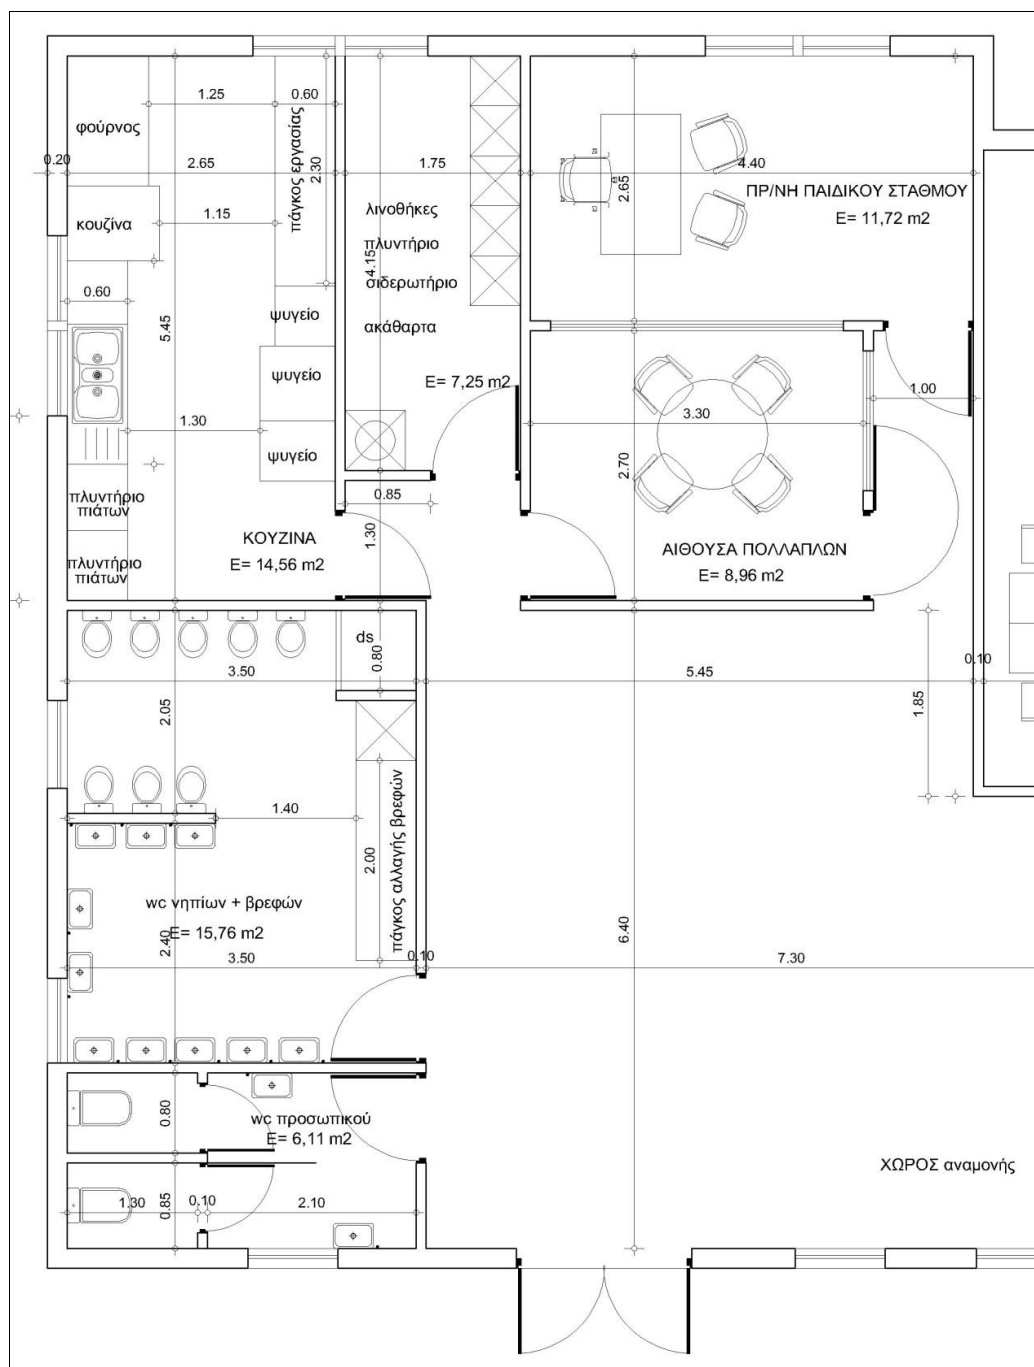 1.25
0.60
φούρνος
πάγκος εργασίας
2.30
0.20
2.65
1.75
4.40
2.65
ΠΡ/ΝΗ ΠΑΙΔΙΚΟΥ ΣΤΑΘΜΟΥ
E= 11,72 m2
κουζίνα
1.15
λινοθήκες
πλυντήριο
4.15
σιδερωτήριο
ακάθαρτα
0.60
ψυγείο
5.45
ψυγείο
E= 7,25 m2
1.00
3.30
1.30
ψυγείο
2.70
πλυντήριο
πιάτων
0.85
1.30
ΚΟΥΖΙΝΑ
E= 14,56 m2
ΑΙΘΟΥΣΑ ΠΟΛΛΑΠΛΩΝ
E= 8,96 m2
πλυντήριο
πιάτων
ds
0.80
3.50
5.45
0.10
2.05
1.85
1.40
2.00
πάγκος αλλαγής βρεφών
wc νηπίων + βρεφών
E= 15,76 m2
2.40
6.40
3.50
0.10
7.30
0.80
wc προσωπικού
E= 6,11 m2
ΧΩΡΟΣ αναμονής
1.30
0.85
0.10
2.10